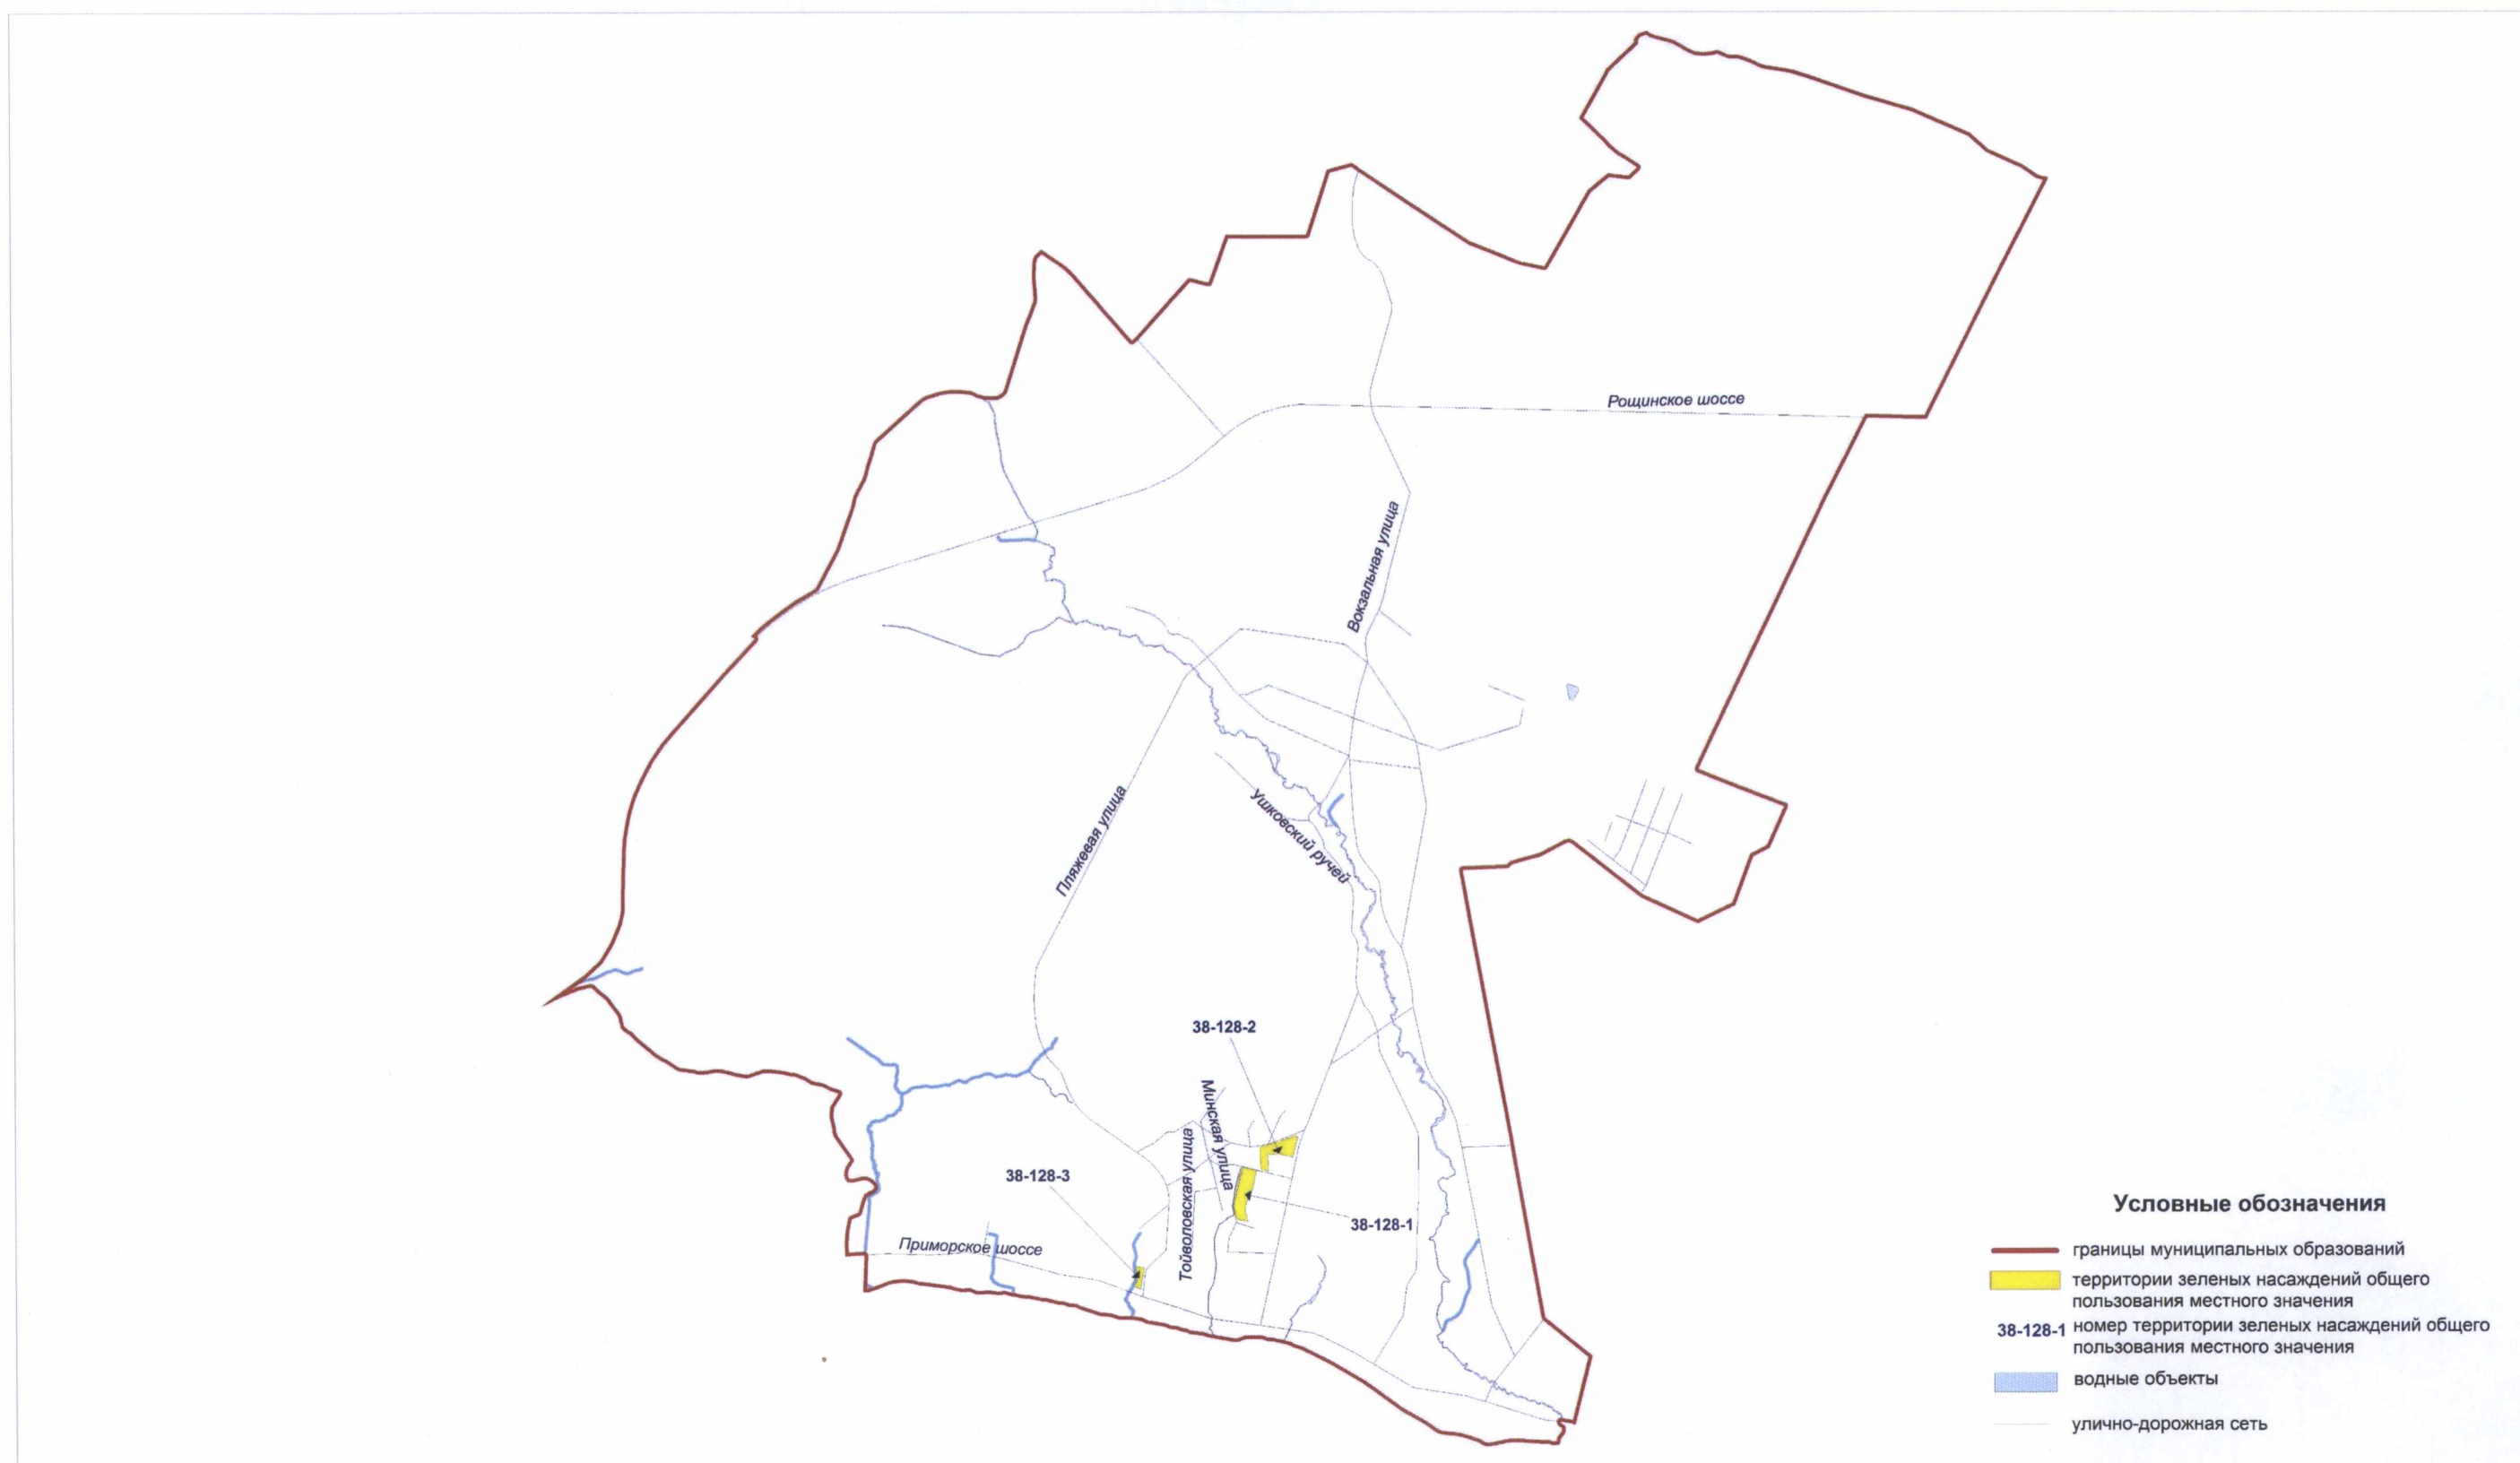 Рощинское шоссе
Вокзальная улица
Пляжевая улица
Ушковский ручей
38-128-2
Минская улица
Тойволовская улица
38-128-3
38-128-1
Приморское шоссе
Условные обозначения
границы муниципальных образований
территории зеленых насаждений общего
пользования местного значения
38-128-1 номер территории зеленых насаждений общего
пользования местного значения
водные объекты
улично-дорожная сеть